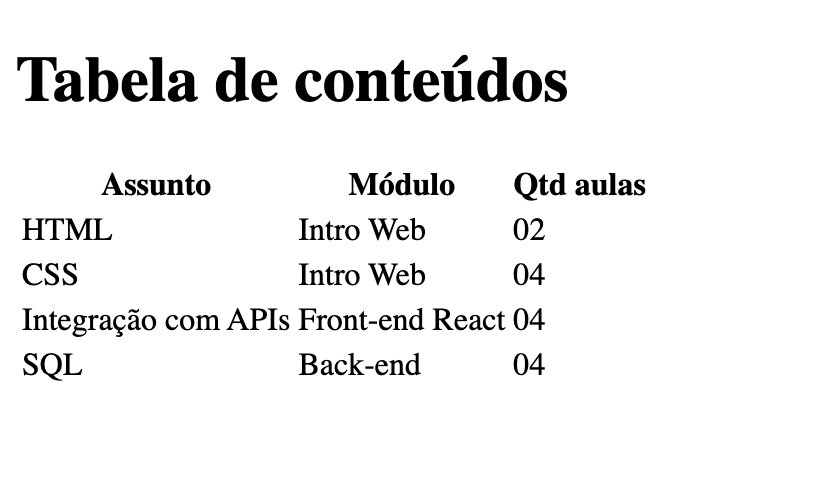 Tabela de conteúdos
Assunto Módulo Qtd aulas
HTML Intro Web 02
CSS Intro Web 04
Integração com APIs Front-end React 04
SQL Back-end 04